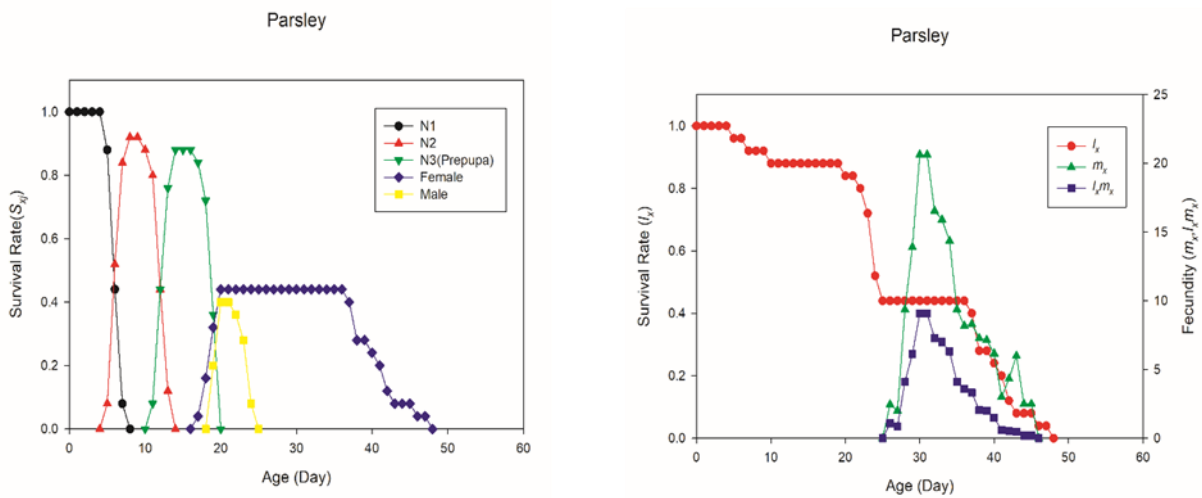 Parsley
1.0
0.8
0.6
0.4
0.2
0.0
Survival Rate(Sxj)
N1
N2
N3(Prepupa)
Female
Male
0 10 20 30 40 50 60
Age (Day)
Parsley
1.0
0.8
0.6
0.4
0.2
0.0
Survival Rate (lx)
lx
mx
lxmx
25
20
15
10
5
0
Fecundity (mx,lxmx)
0 10 20 30 40 50 60
Age (Day)